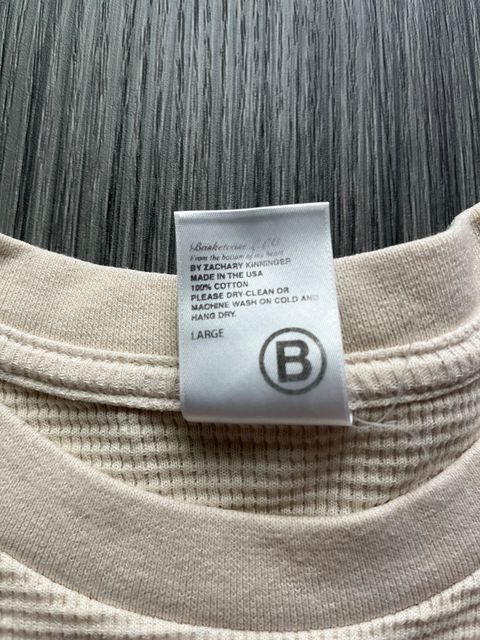 Basketcase
From the bottom of my heart
BY ZACHARY KINNINGER
MADE IN THE USA
100% COTTON
PLEASE DRY-CLEAN OR
MACHINE WASH ON COLD AND
HANG DRY.
LARGE
B